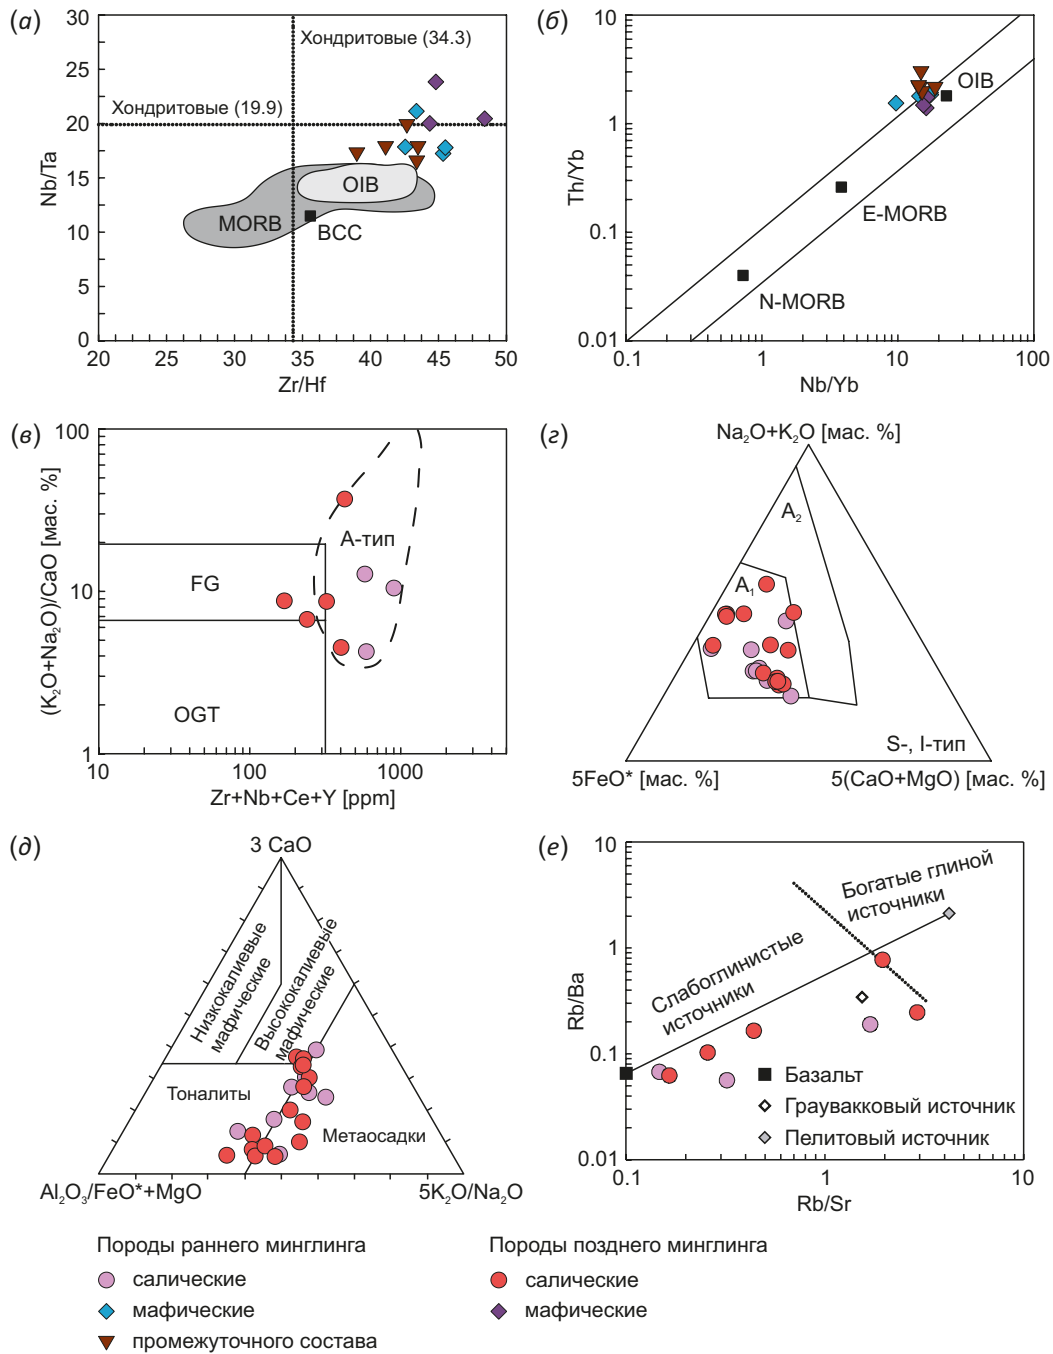 (а)
30
25
20
15
10
5
0
Nb/Ta
Хондритовые (34.3)
Хондритовые (19.9)
OIB
MORB
BCC
20
25
30
35
40
45
50
Zr/Hf
(б)
10
1
0.1
0.01
Th/Yb
OIB
E-MORB
N-MORB
0.1
1
10
100
Nb/Yb
(в)
100
10
1
(K₂O+Na₂O)/CaO [мас. %]
А-тип
FG
OGT
10
100
1000
Zr+Nb+Ce+Y [ppm]
(г)
Na₂O+K₂O [мас. %]
A₂
A₁
S-, I-тип
5FeO* [мас. %]
5(CaO+MgO) [мас. %]
(д)
3 CaO
Низкокалиевые
мафические
Высококалиевые
мафические
Тоналиты
Метаосадки
Al₂O₃/FeO*+MgO
5K₂O/Na₂O
(е)
10
1
0.1
0.01
Rb/Ba
Богатые глиной
источники
Слабоглинистые
источники
Базальт
Граувакковый источник
Пелитовый источник
0.1
1
10
Rb/Sr
Породы раннего минглинга
салические
мафические
промежуточного состава
Породы позднего минглинга
салические
мафические